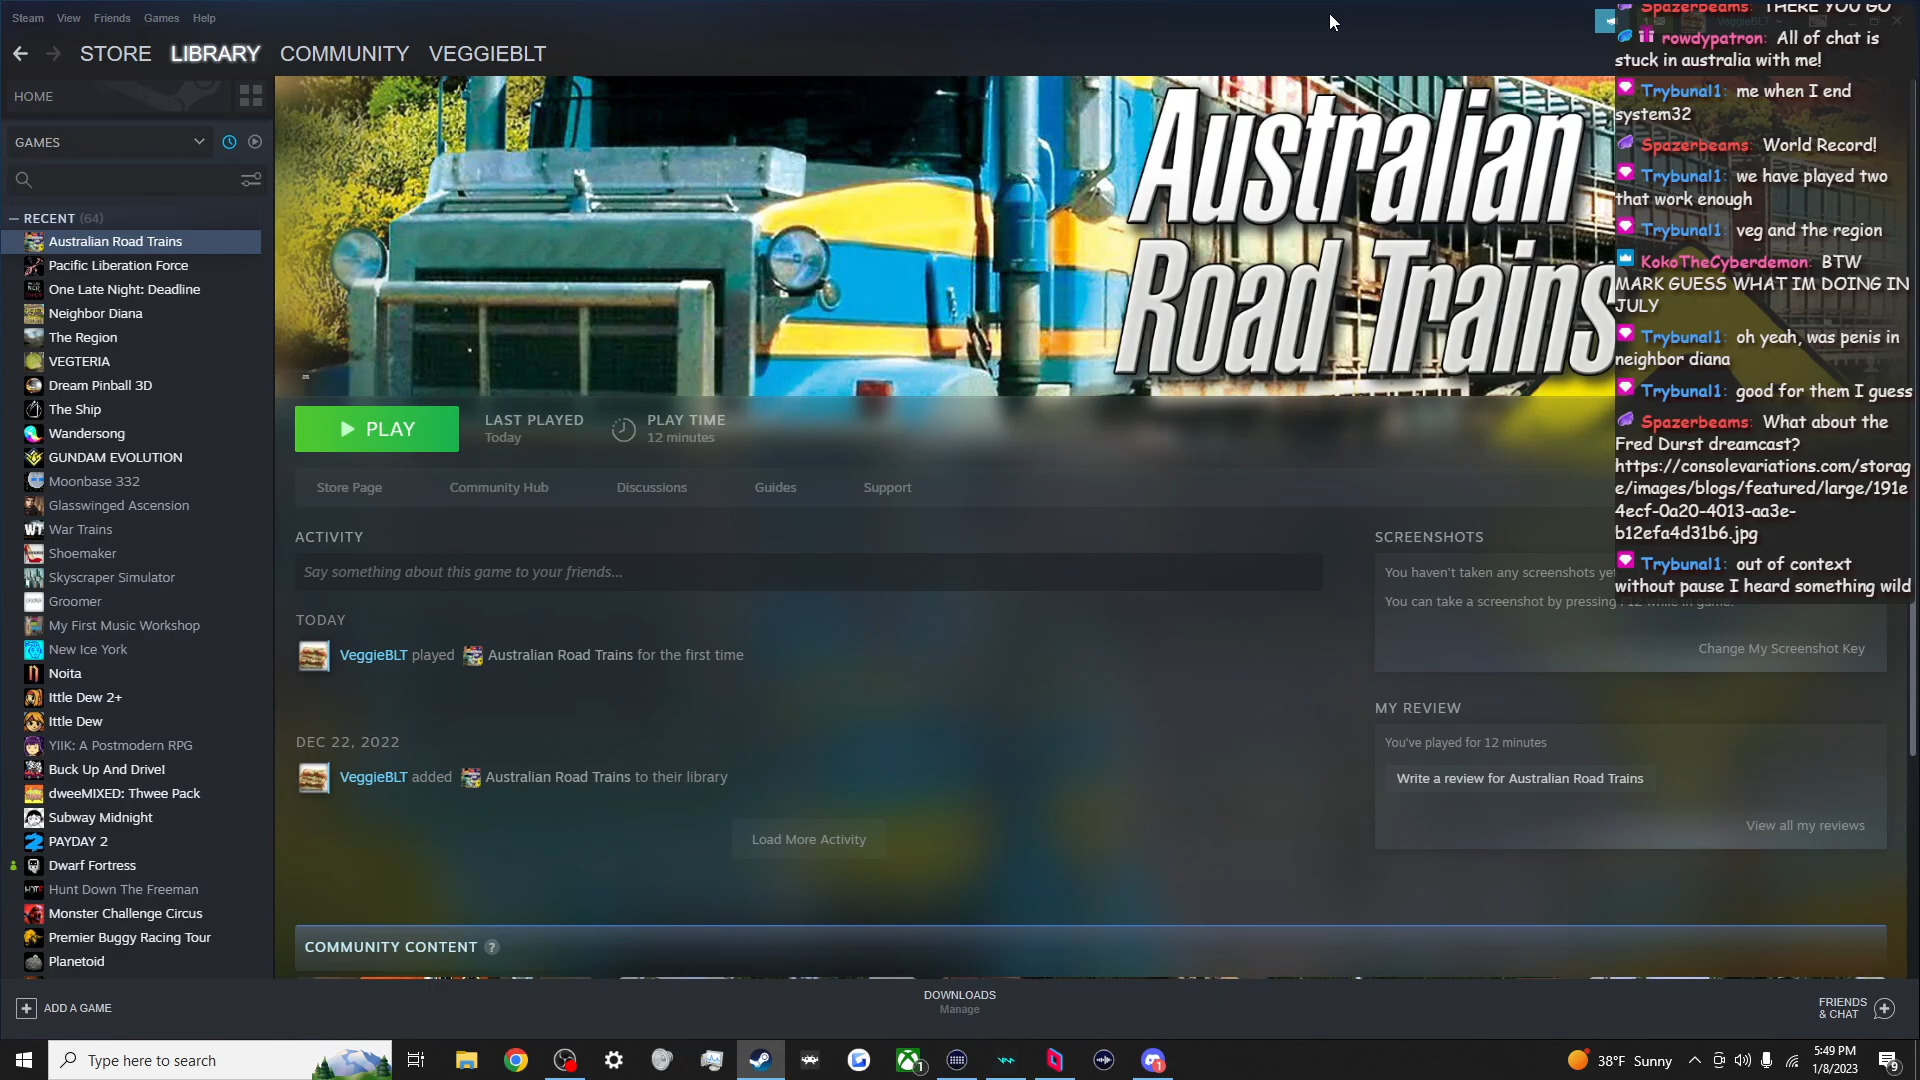 Steam View Friends Games Help
STORE LIBRARY COMMUNITY VEGGIEBLT
HOME
GAMES
RECENT (64)
Australian Road Trains
Pacific Liberation Force
One Late Night: Deadline
Neighbor Diana
The Region
VEGTERIA
Dream Pinball 3D
The Ship
Wandersong
GUNDAM EVOLUTION
Moonbase 332
Glasswinged Ascension
War Trains
Shoemaker
Skyscraper Simulator
Groomer
My First Music Workshop
New Ice York
Noita
Ittle Dew 2+
Ittle Dew
YIIK: A Postmodern RPG
Buck Up And Drive!
dweeMIXED: Thwee Pack
Subway Midnight
PAYDAY 2
Dwarf Fortress
Hunt Down The Freeman
Monster Challenge Circus
Premier Buggy Racing Tour
Planetoid
ADD A GAME
Australian
Road Trains
PLAY
LAST PLAYED
Today
PLAY TIME
12 minutes
Store Page Community Hub Discussions Guides Support
ACTIVITY
Say something about this game to your friends...
TODAY
VeggieBLT played Australian Road Trains for the first time
DEC 22, 2022
VeggieBLT added Australian Road Trains to their library
Load More Activity
COMMUNITY CONTENT ?
SCREENSHOTS
You haven't taken any screenshots yet
You can take a screenshot by pressing F12 while in game.
Change My Screenshot Key
MY REVIEW
You've played for 12 minutes
Write a review for Australian Road Trains
View all my reviews
Spazerbeams: THERE YOU GO
rowdypatron: All of chat is
stuck in australia with me!
Trybunal1: me when I end
system32
Spazerbeams: World Record!
Trybunal1: we have played two
that work enough
Trybunal1: veg and the region
KokoTheCyberdemon: BTW
MARK GUESS WHAT IM DOING IN
JULY
Trybunal1: oh yeah, was penis in
neighbor diana
Trybunal1: good for them I guess
Spazerbeams: What about the
Fred Durst dreamcast?
https://consolevariations.com/storag
e/images/blogs/featured/large/191e
4ecf-0a20-4013-aa3e-
b12efa4d31b6.jpg
Trybunal1: out of context
without pause I heard something wild
DOWNLOADS
Manage
FRIENDS
& CHAT
Type here to search
38°F Sunny
5:49 PM
1/8/2023
9